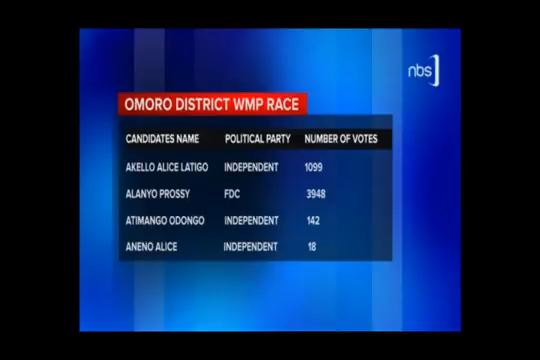 nbs
OMORO DISTRICT WMP RACE
CANDIDATES NAME POLITICAL PARTY NUMBER OF VOTES
AKELLO ALICE LATIGO INDEPENDENT 1099
ALANYO PROSSY FDC 3948
ATIMANGO ODONGO INDEPENDENT 142
ANENO ALICE INDEPENDENT 18